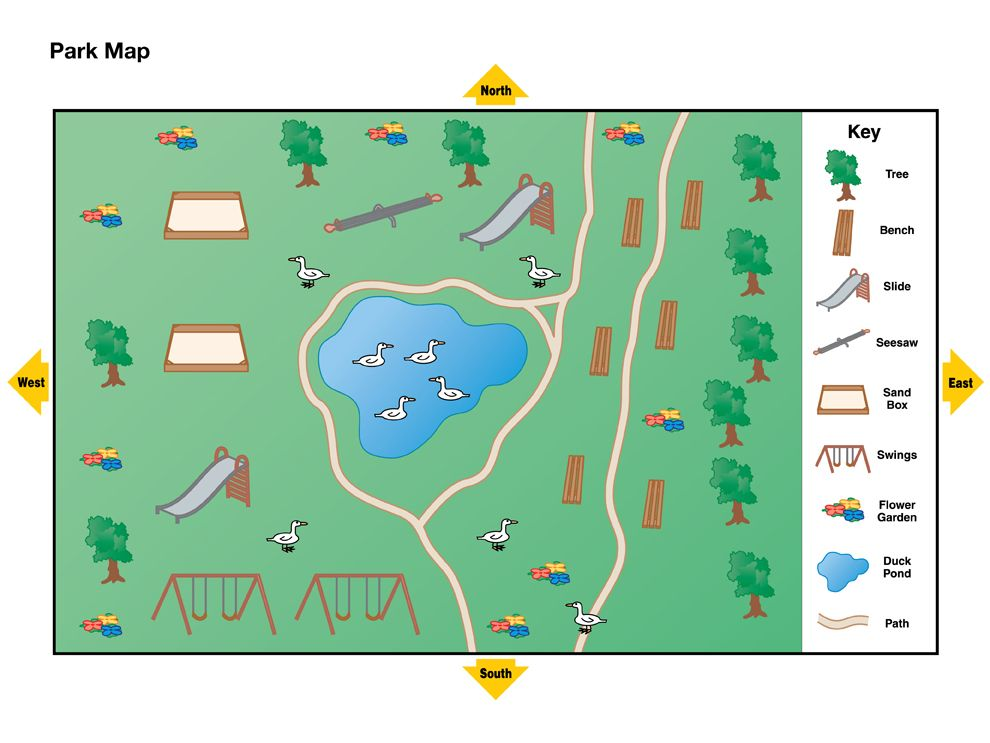 Park Map
North
Key
Tree
Bench
Slide
Seesaw
West
East
Sand
Box
Swings
Flower
Garden
Duck
Pond
Path
South